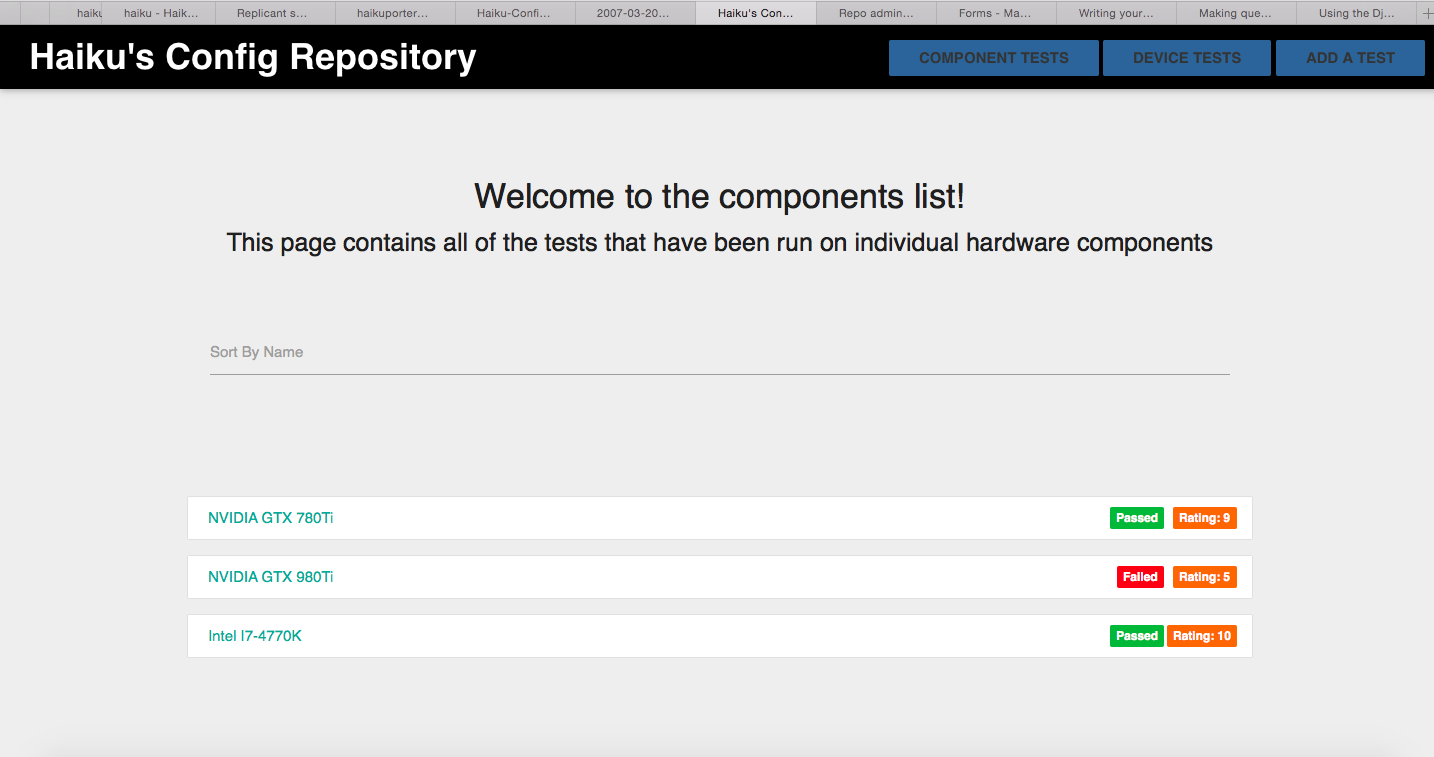 haiku haiku - Haik... Replicant s... haikuporter... Haiku-Confi... 2007-03-20... Haiku's Con... Repo admin... Forms - Ma... Writing your... Making que... Using the Dj...
Haiku's Config Repository COMPONENT TESTS DEVICE TESTS ADD A TEST
Welcome to the components list!
This page contains all of the tests that have been run on individual hardware components
Sort By Name
NVIDIA GTX 780Ti Passed Rating: 9
NVIDIA GTX 980Ti Failed Rating: 5
Intel I7-4770K Passed Rating: 10